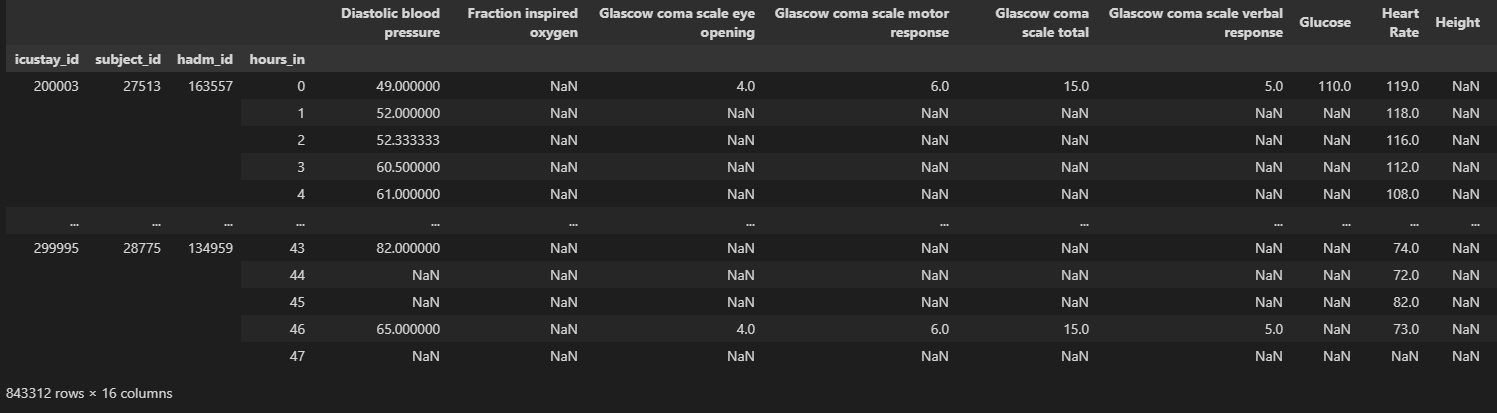 Diastolic blood pressure Fraction inspired oxygen Glascow coma scale eye opening Glascow coma scale motor response Glascow coma scale total Glascow coma scale verbal response Glucose Heart Rate Height
icustay_id subject_id hadm_id hours_in
200003 27513 163557 0 49.000000 NaN 4.0 6.0 15.0 5.0 110.0 119.0 NaN
1 52.000000 NaN NaN NaN NaN NaN NaN 118.0 NaN
2 52.333333 NaN NaN NaN NaN NaN NaN 116.0 NaN
3 60.500000 NaN NaN NaN NaN NaN NaN 112.0 NaN
4 61.000000 NaN NaN NaN NaN NaN NaN 108.0 NaN
... ... ... ... ... ... ... ... ... ... ... ... ...
299995 28775 134959 43 82.000000 NaN NaN NaN NaN NaN NaN 74.0 NaN
44 NaN NaN NaN NaN NaN NaN NaN 72.0 NaN
45 NaN NaN NaN NaN NaN NaN NaN 82.0 NaN
46 65.000000 NaN 4.0 6.0 15.0 5.0 NaN 73.0 NaN
47 NaN NaN NaN NaN NaN NaN NaN NaN NaN
843312 rows × 16 columns